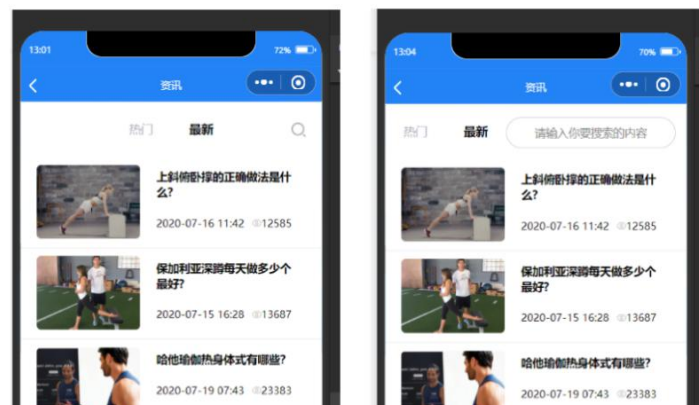 13:01
72%
资讯
热门 最新
上斜俯卧撑的正确做法是什
么?
2020-07-16 11:42 12585
保加利亚深蹲每天做多少个
最好?
2020-07-15 16:28 13687
哈他瑜伽热身体式有哪些?
2020-07-19 07:43 23383
13:04
70%
资讯
热门 最新 请输入你要搜索的内容
上斜俯卧撑的正确做法是什
么?
2020-07-16 11:42 12585
保加利亚深蹲每天做多少个
最好?
2020-07-15 16:28 13687
哈他瑜伽热身体式有哪些?
2020-07-19 07:43 23383